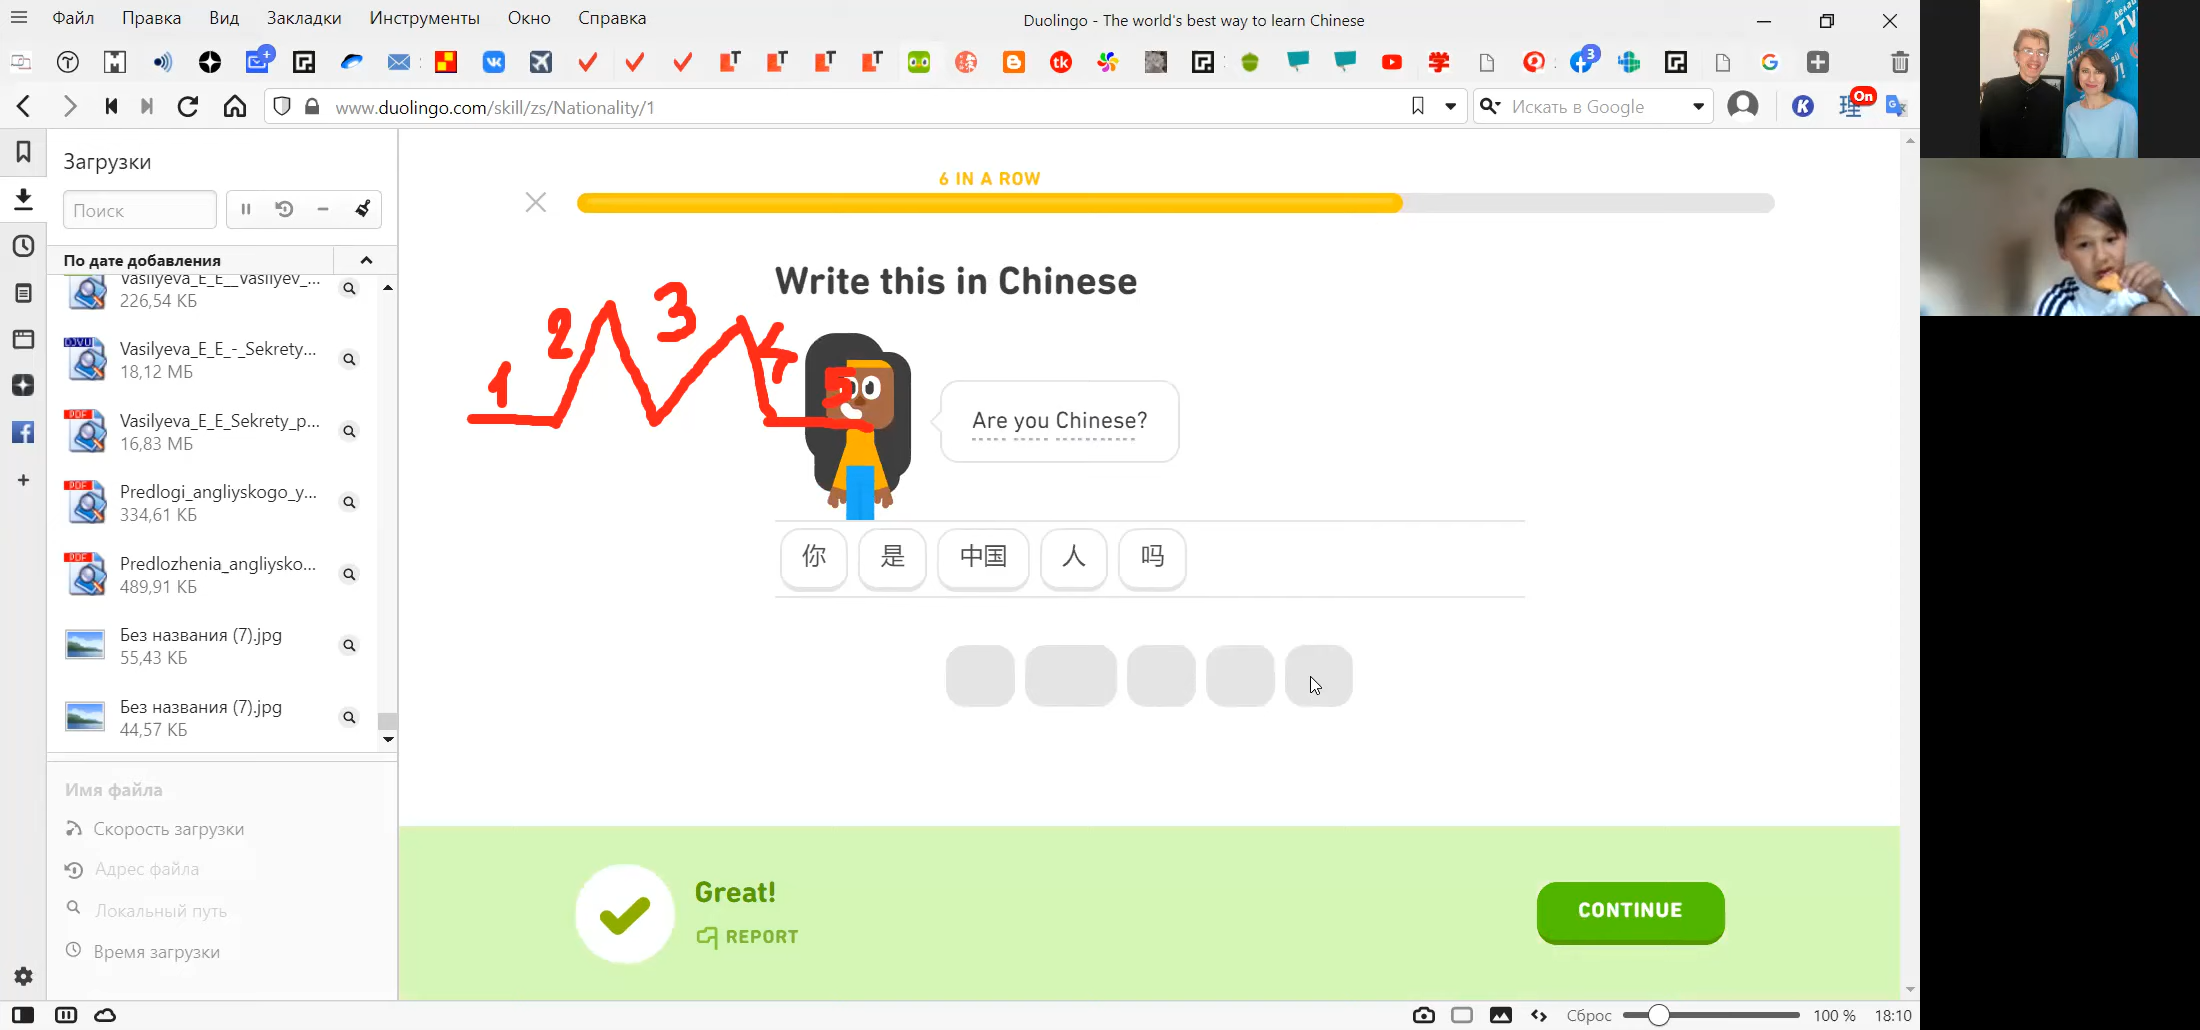 Файл Правка Вид Закладки Инструменты Окно Справка
Duolingo - The world's best way to learn Chinese
www.duolingo.com/skill/zs/Nationality/1
Искать в Google
On
3
Загрузки
Поиск
По дате добавления
Vasilyeva_E_E__Vasilyev_...
226,54 КБ
Vasilyeva_E_E_-_Sekrety...
18,12 МБ
Vasilyeva_E_E_Sekrety_p...
16,83 МБ
Predlogi_angliyskogo_y...
334,61 КБ
Predlozhenia_angliysko...
489,91 КБ
Без названия (7).jpg
55,43 КБ
Без названия (7).jpg
44,57 КБ
Имя файла
Скорость загрузки
Адрес файла
Локальный путь
Время загрузки
6 IN A ROW
Write this in Chinese
1 2 3 4 5
Are you Chinese?
你 是 中国 人 吗
Great!
REPORT
CONTINUE
Сброс 100 % 18:10